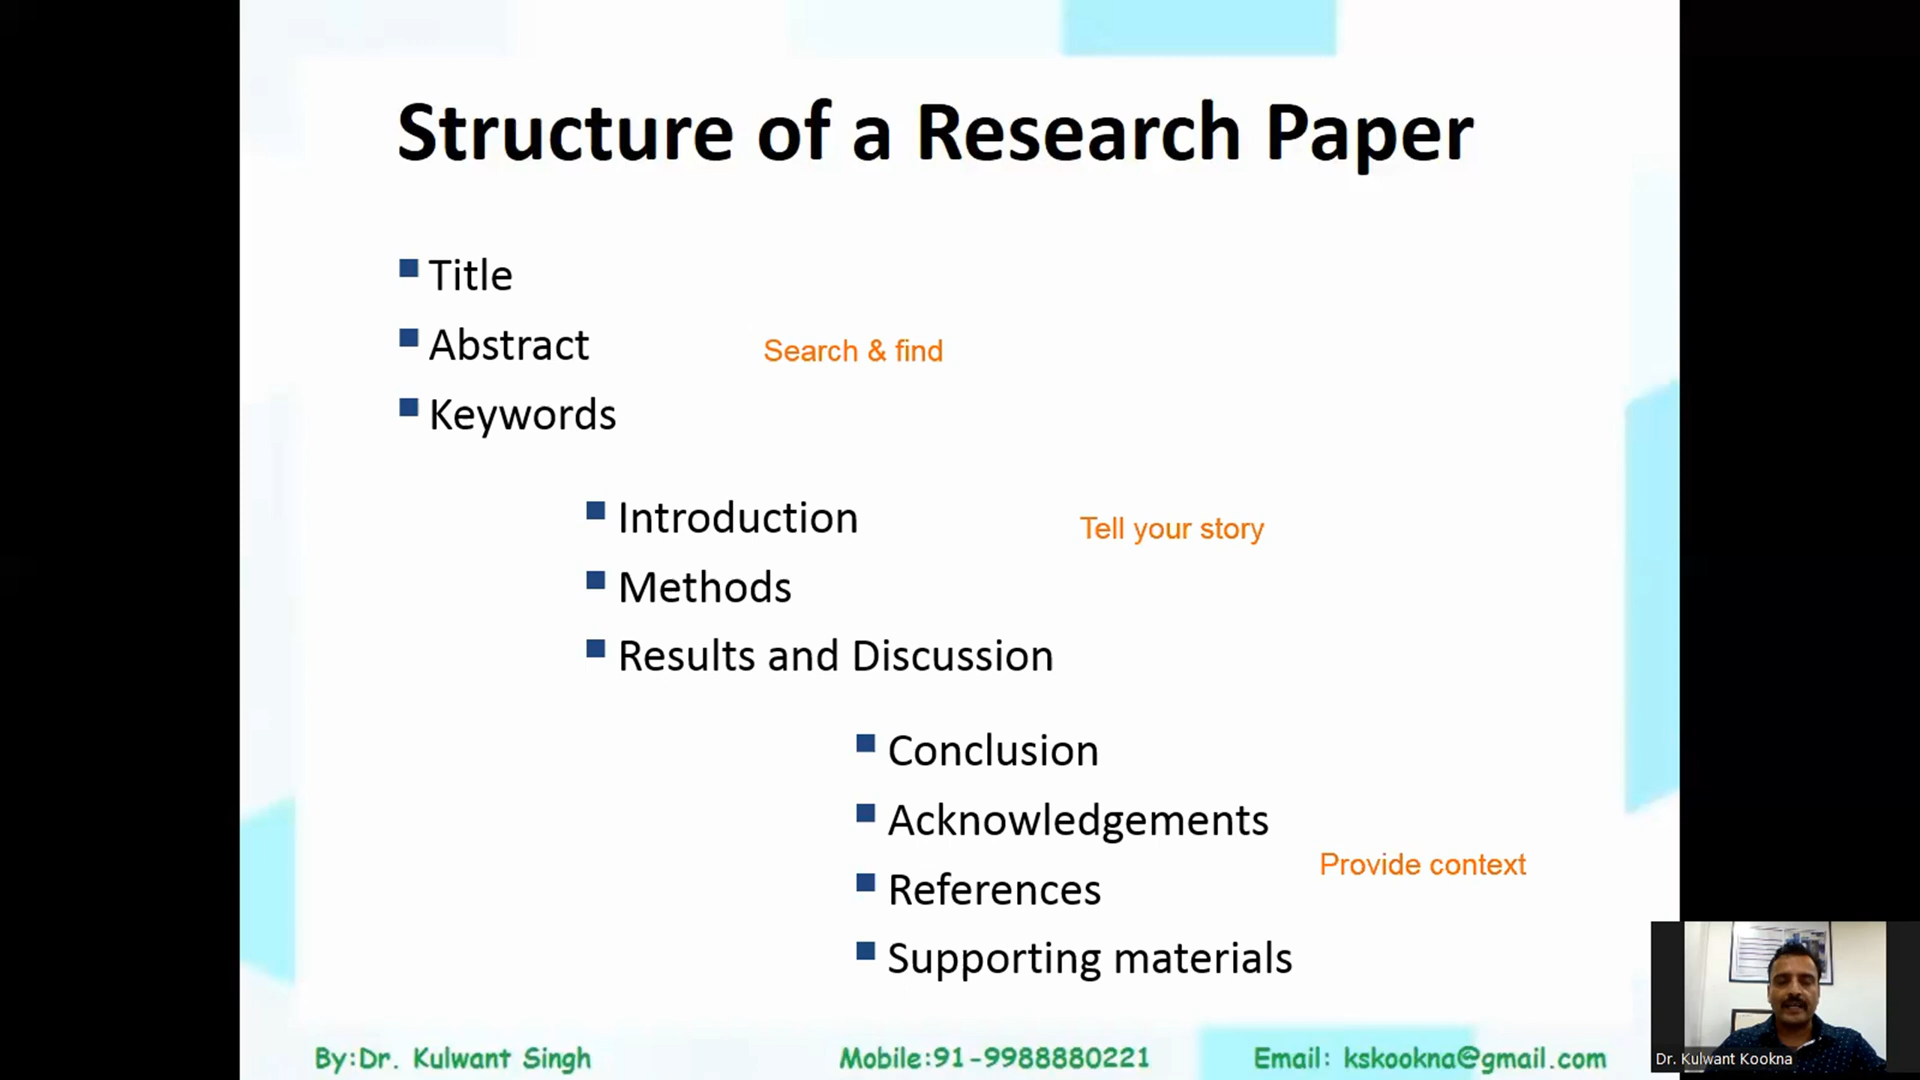 Structure of a Research Paper
Title
Abstract
Search & find
Keywords
Introduction
Tell your story
Methods
Results and Discussion
Conclusion
Acknowledgements
Provide context
References
Supporting materials
By:Dr. Kulwant Singh
Mobile:91-9988880221
Email: kskookna@gmail.com
Dr. Kulwant Kookna